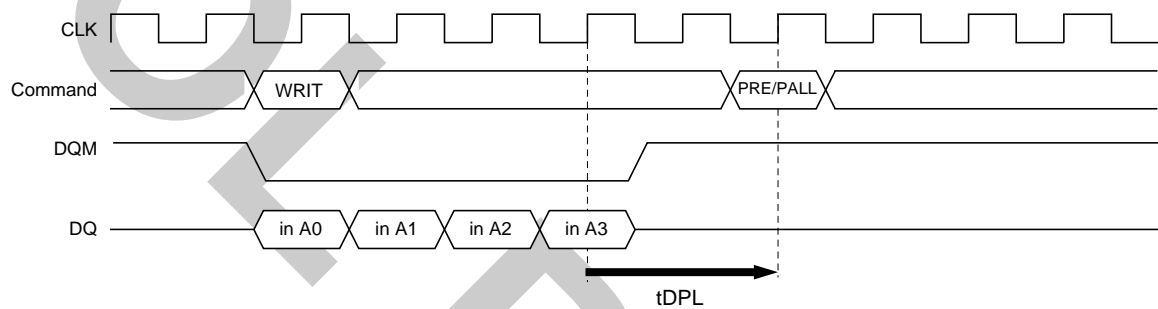 CLK
Command
WRIT
PRE/PALL
DQM
DQ
in A0
in A1
in A2
in A3
tDPL